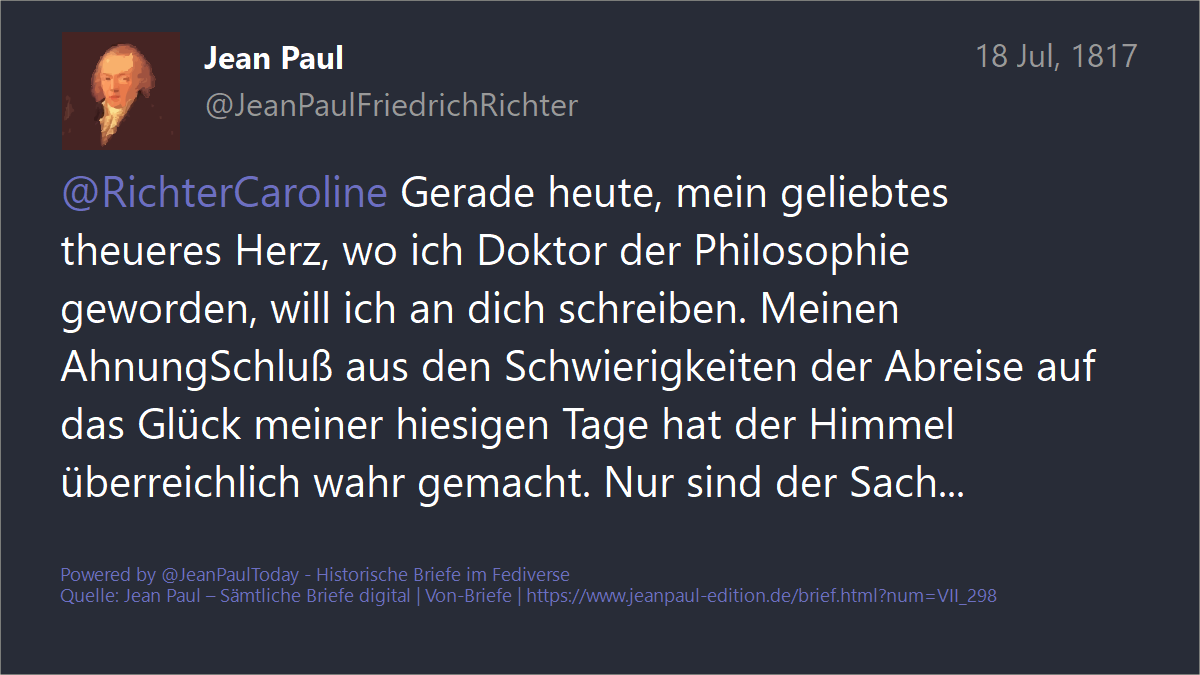 Jean Paul
18 Jul, 1817
@JeanPaulFriedrichRichter
@RichterCaroline Gerade heute, mein geliebtes
theueres Herz, wo ich Doktor der Philosophie
geworden, will ich an dich schreiben. Meinen
AhnungSchluß aus den Schwierigkeiten der Abreise auf
das Glück meiner hiesigen Tage hat der Himmel
überreichlich wahr gemacht. Nur sind der Sach...
Powered by @JeanPaulToday - Historische Briefe im Fediverse
Quelle: Jean Paul – Sämtliche Briefe digital | Von-Briefe | https://www.jeanpaul-edition.de/brief.html?num=VII_298